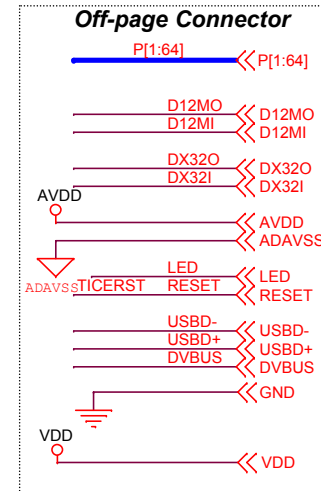 Off-page Connector
P[1:64] P[1:64]
D12MO D12MO
D12MI D12MI
DX32O DX32O
DX32I DX32I
AVDD
AVDD
ADAVSS
LED LED
ADAVSS TICERST RESET RESET
USBD- USBD-
USBD+ USBD+
DVBUS DVBUS
GND
VDD
VDD